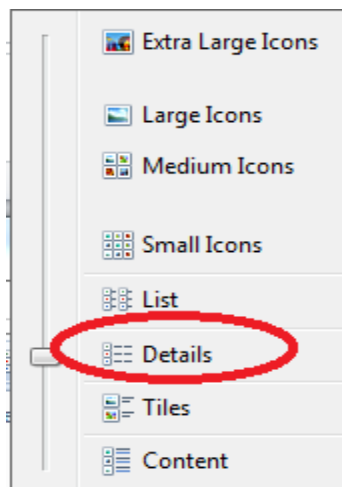 Extra Large Icons
Large Icons
Medium Icons
Small Icons
List
Details
Tiles
Content